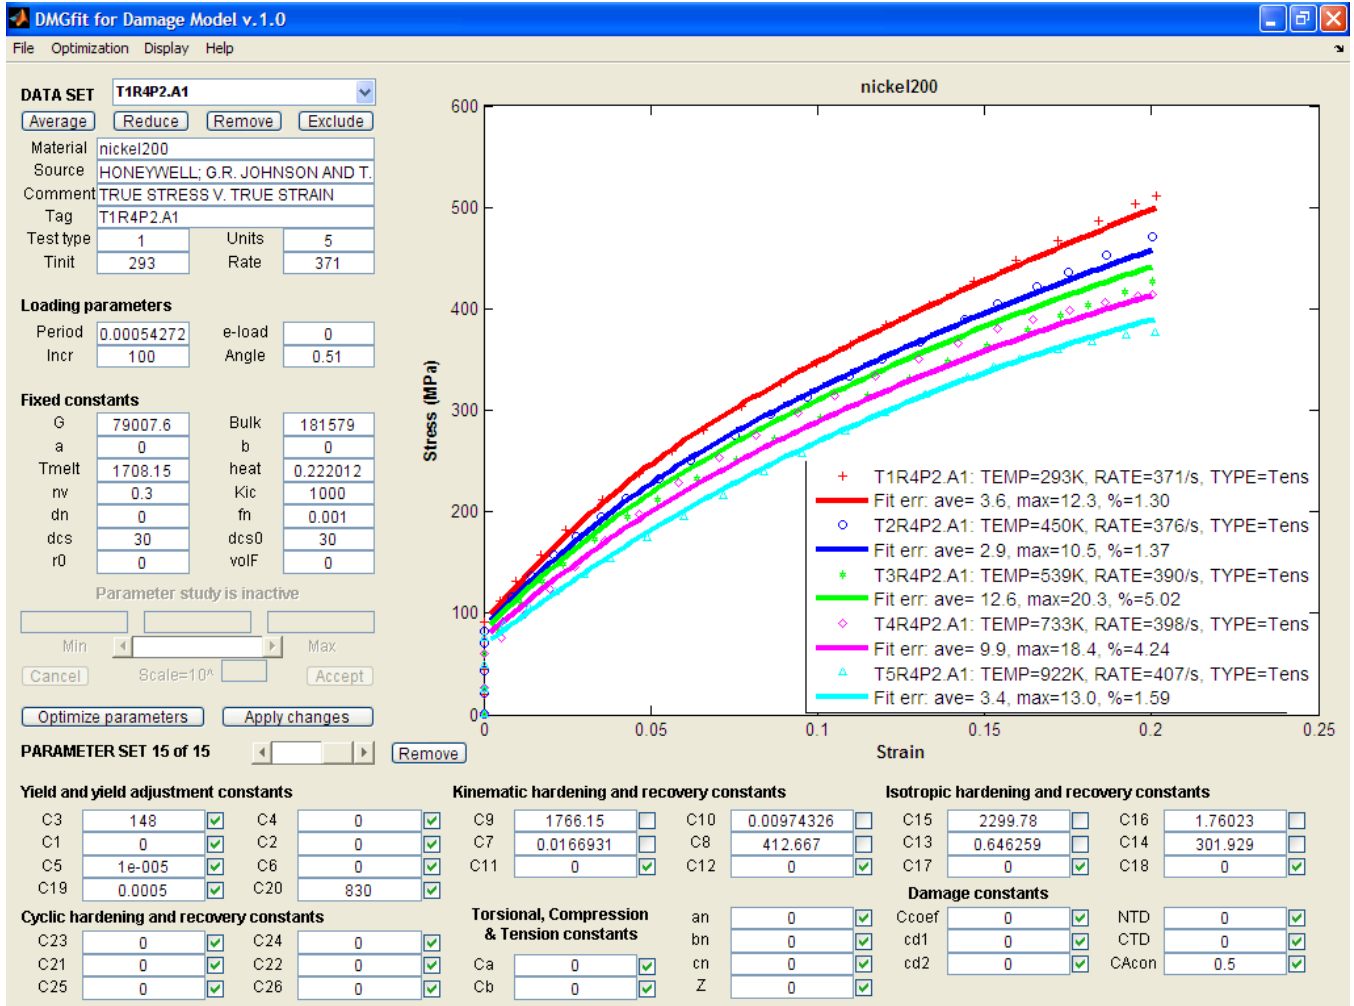 DMGfit for Damage Model v.1.0
File Optimization Display Help
DATA SET T1R4P2.A1
Average Reduce Remove Exclude
Material nickel200
Source HONEYWELL; G.R. JOHNSON AND T.
Comment TRUE STRESS V. TRUE STRAIN
Tag T1R4P2.A1
Test type 1 Units 5
Tinit 293 Rate 371
Loading parameters
Period 0.00054272 e-load 0
Incr 100 Angle 0.51
Fixed constants
G 79007.6 Bulk 181579
a 0 b 0
Tmelt 1708.15 heat 0.222012
nv 0.3 Kic 1000
dn 0 fn 0.001
dcs 30 dcs0 30
r0 0 volF 0
Parameter study is inactive
Min Max
Cancel Scale=10^ Accept
Optimize parameters Apply changes
PARAMETER SET 15 of 15 Remove
nickel200
600
500
400
300
200
100
0
Stress (MPa)
0 0.05 0.1 0.15 0.2 0.25
Strain
T1R4P2.A1: TEMP=293K, RATE=371/s, TYPE=Tens
Fit err: ave= 3.6, max=12.3, %=1.30
T2R4P2.A1: TEMP=450K, RATE=376/s, TYPE=Tens
Fit err: ave= 2.9, max=10.5, %=1.37
T3R4P2.A1: TEMP=539K, RATE=390/s, TYPE=Tens
Fit err: ave= 12.6, max=20.3, %=5.02
T4R4P2.A1: TEMP=733K, RATE=398/s, TYPE=Tens
Fit err: ave= 9.9, max=18.4, %=4.24
T5R4P2.A1: TEMP=922K, RATE=407/s, TYPE=Tens
Fit err: ave= 3.4, max=13.0, %=1.59
Yield and yield adjustment constants
C3 148 C4 0
C1 0 C2 0
C5 1e-005 C6 0
C19 0.0005 C20 830
Cyclic hardening and recovery constants
C23 0 C24 0
C21 0 C22 0
C25 0 C26 0
Kinematic hardening and recovery constants
C9 1766.15 C10 0.00974326
C7 0.0166931 C8 412.667
C11 0 C12 0
Torsional, Compression
& Tension constants
Ca 0
Cb 0
an 0
bn 0
cn 0
Z 0
Isotropic hardening and recovery constants
C15 2299.78 C16 1.76023
C13 0.646259 C14 301.929
C17 0 C18 0
Damage constants
Ccoef 0 NTD 0
cd1 0 CTD 0
cd2 0 CAcon 0.5